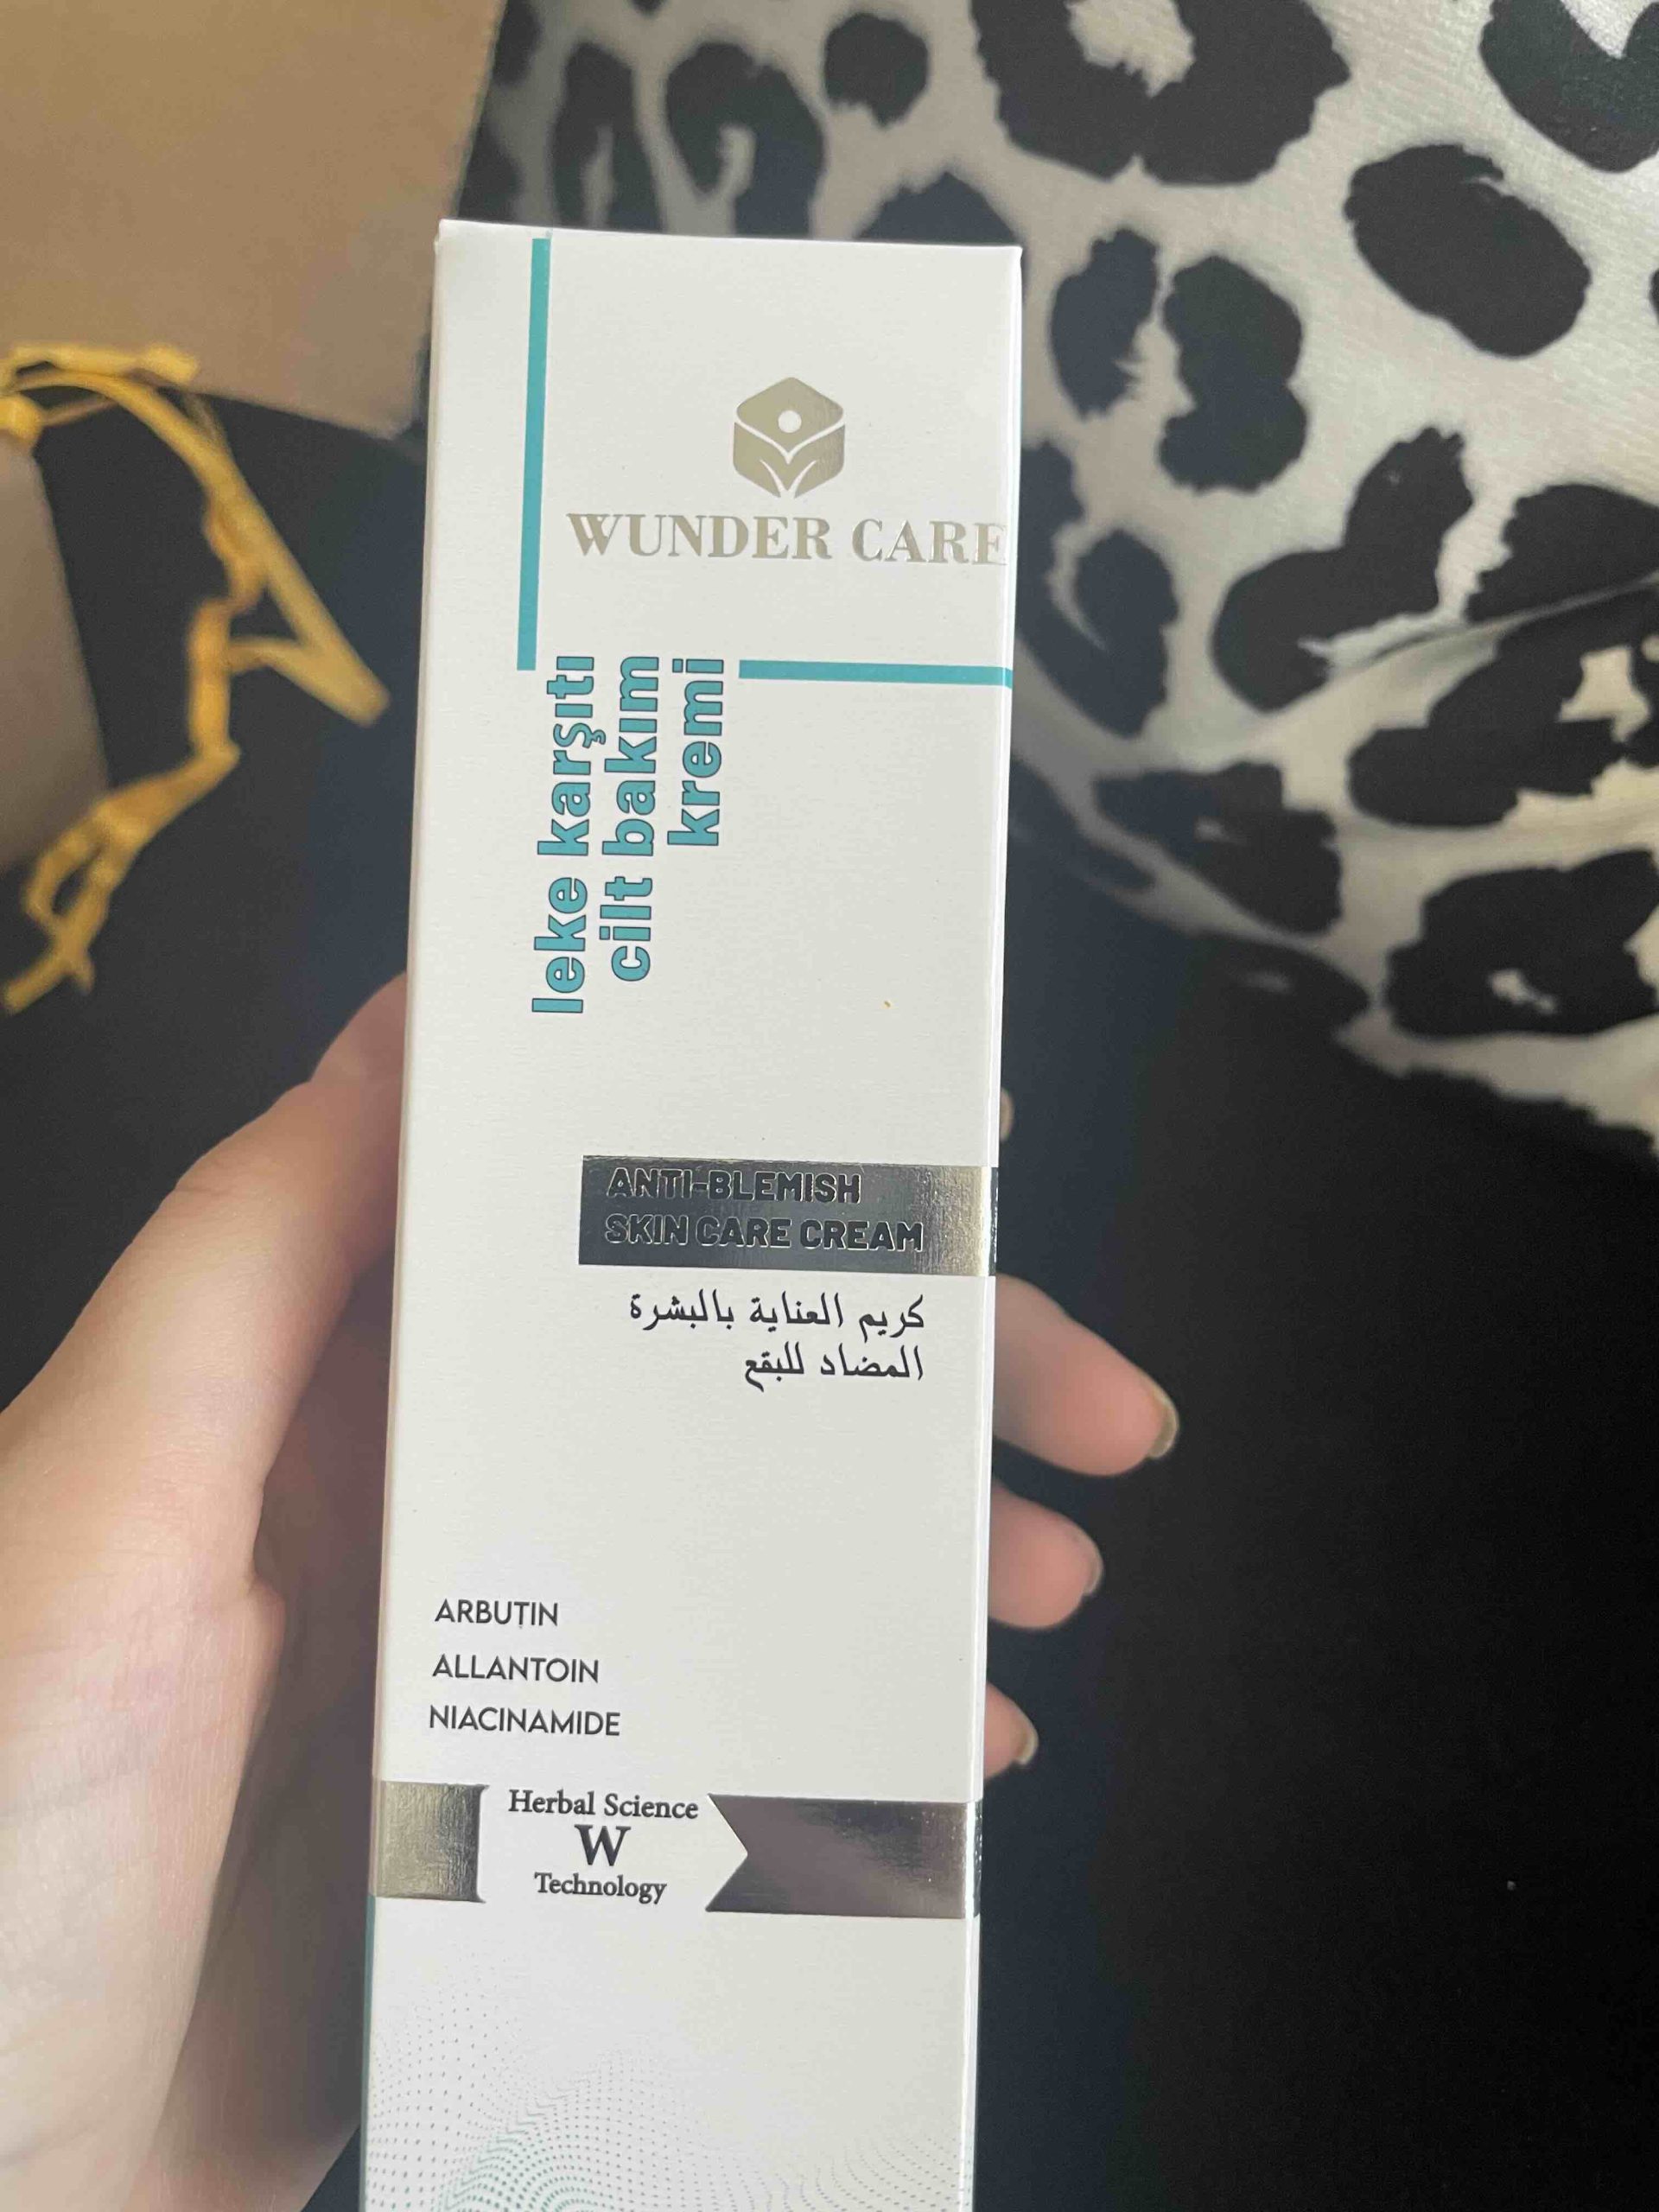 WUNDER CARE
leke karşıtı
cilt bakım
kremi
ANTI-BLEMISH
SKIN CARE CREAM
كريم العناية بالبشرة
المضاد للبقع
ARBUTIN
ALLANTOIN
NIACINAMIDE
Herbal Science
W
Technology